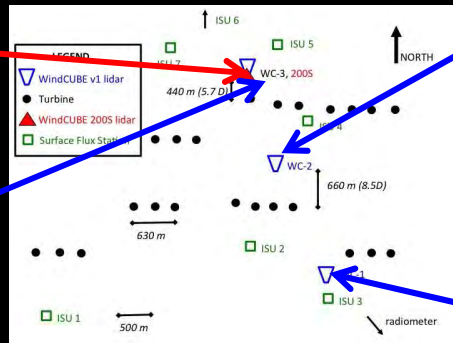 ISU 6
LEGEND
ISU 7
ISU 5
NORTH
WindCUBE v1 lidar
Turbine
WindCUBE 200S lidar
Surface Flux Station
WC-3, 200S
440 m (5.7 D)
ISU 4
WC-2
660 m (8.5D)
630 m
ISU 2
ISU 3
ISU 1
500 m
radiometer